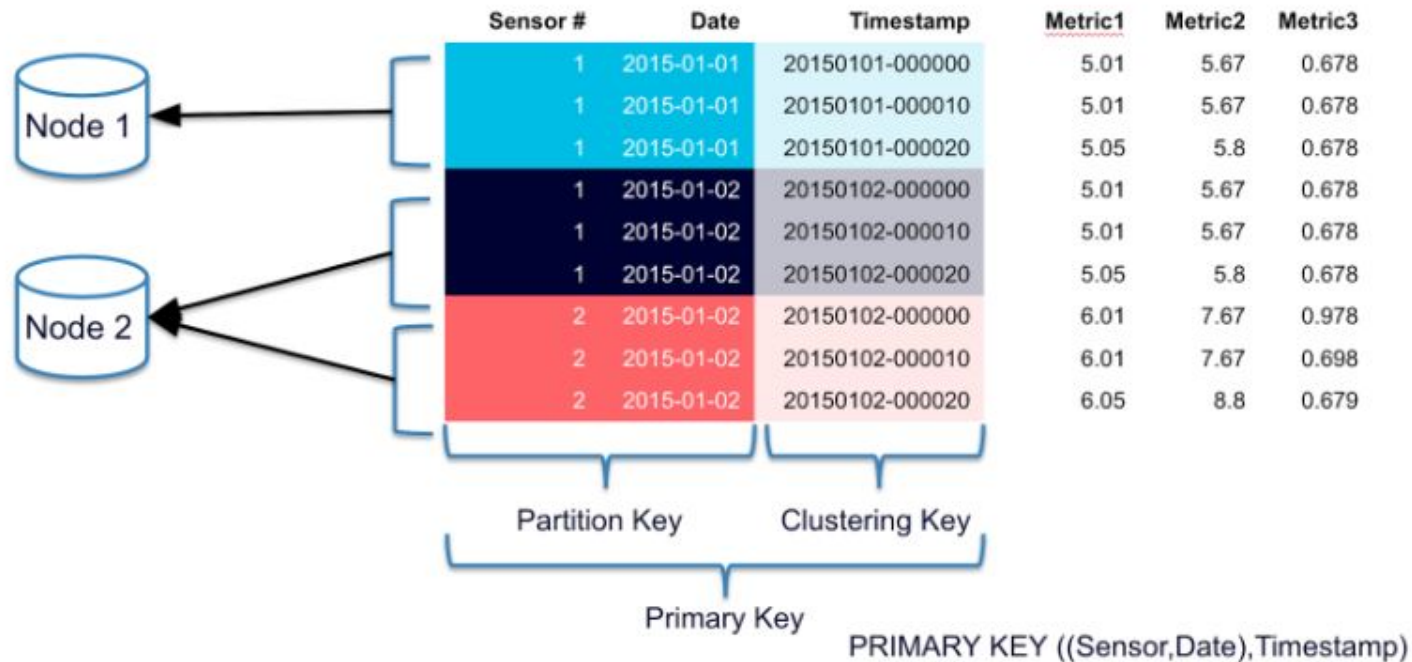 Sensor # Date Timestamp Metric1 Metric2 Metric3
1 2015-01-01 20150101-000000 5.01 5.67 0.678
Node 1 1 2015-01-01 20150101-000010 5.01 5.67 0.678
1 2015-01-01 20150101-000020 5.05 5.8 0.678
1 2015-01-02 20150102-000000 5.01 5.67 0.678
1 2015-01-02 20150102-000010 5.01 5.67 0.678
1 2015-01-02 20150102-000020 5.05 5.8 0.678
Node 2 2 2015-01-02 20150102-000000 6.01 7.67 0.978
2 2015-01-02 20150102-000010 6.01 7.67 0.698
2 2015-01-02 20150102-000020 6.05 8.8 0.679
Partition Key Clustering Key
Primary Key
PRIMARY KEY ((Sensor,Date),Timestamp)